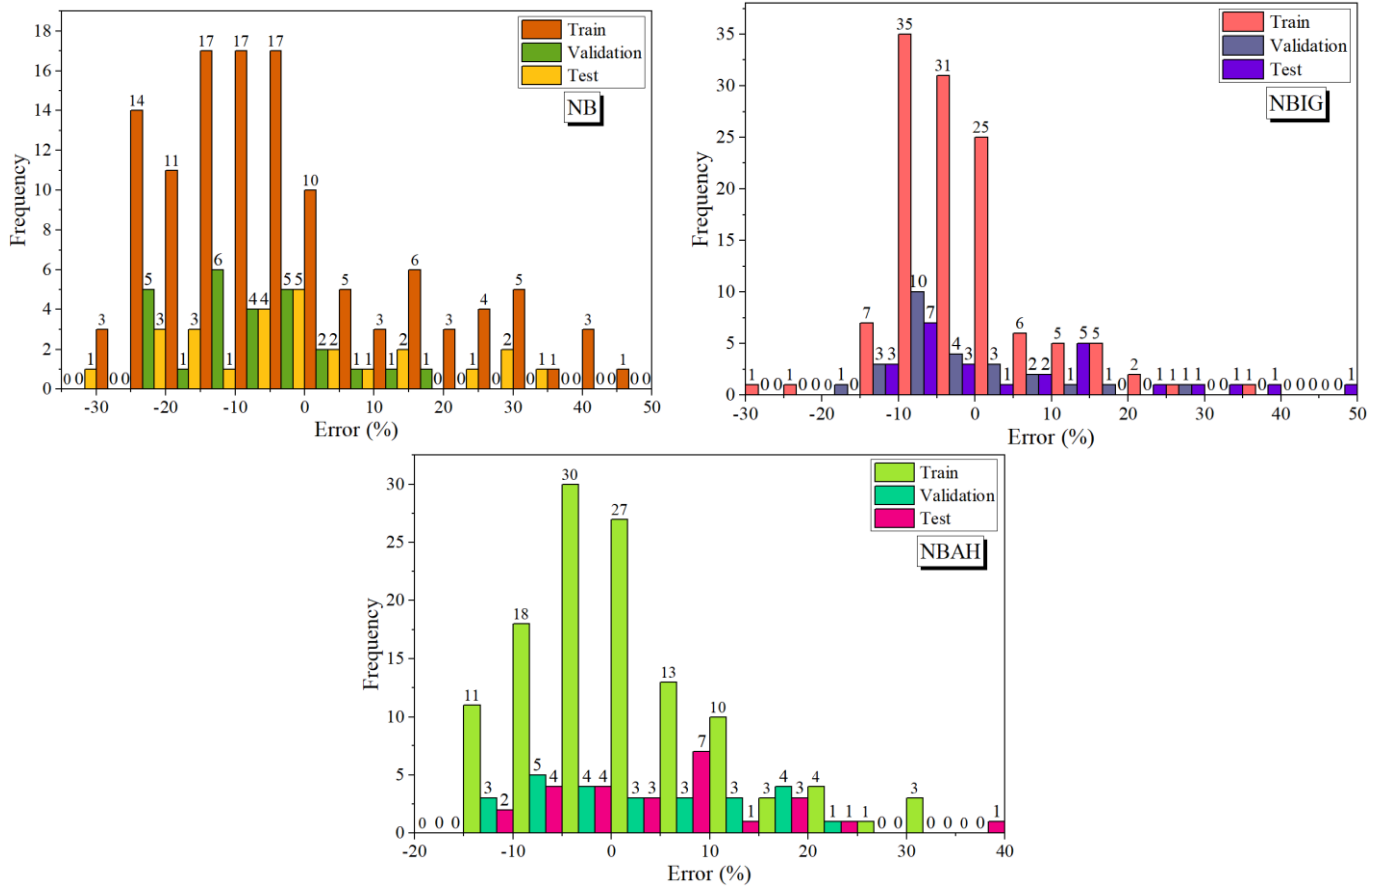 18
16
14
12
10
8
6
4
2
0
Frequency
0 0 1 3 0 0 14 5 3 11 1 3 17 6 1 17 4 4 17 5 5 10 2 2 5 1 1 3 1 2 6 1 3 0 1 4 0 2 5 0 1 1 0 0 3 0 0 1 0 0
-30 -20 -10 0 10 20 30 40 50
Error (%)
Train
Validation
Test
NB
35
30
25
20
15
10
5
0
Frequency
1 0 0 1 0 0 0 1 0 7 3 3 35 10 7 31 4 3 25 3 1 6 2 2 5 1 5 5 1 0 2 0 1 1 1 1 0 0 1 1 0 1 0 0 0 0 0 1
-30 -20 -10 0 10 20 30 40 50
Error (%)
Train
Validation
Test
NBIG
30
25
20
15
10
5
0
Frequency
0 0 0 11 3 2 18 5 4 30 4 4 27 3 3 13 3 7 10 3 1 3 4 3 4 1 1 1 0 0 3 0 0 0 0 1
-20 -10 0 10 20 30 40
Error (%)
Train
Validation
Test
NBAH